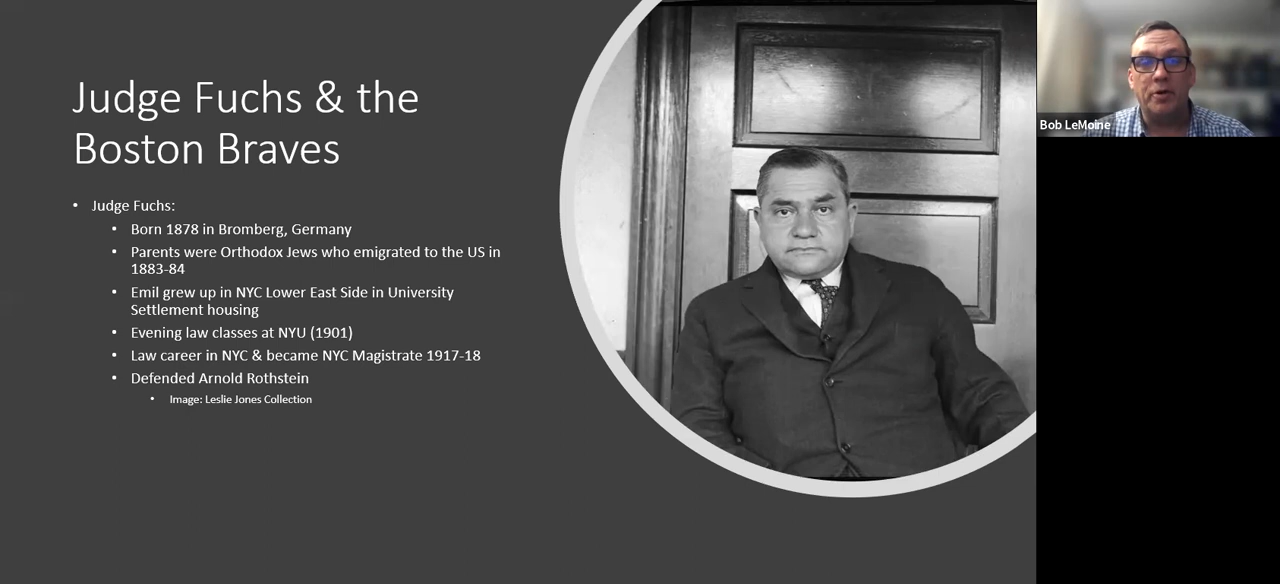 Judge Fuchs & the
Boston Braves
• Judge Fuchs:
• Born 1878 in Bromberg, Germany
• Parents were Orthodox Jews who emigrated to the US in
1883-84
• Emil grew up in NYC Lower East Side in University
Settlement housing
• Evening law classes at NYU (1901)
• Law career in NYC & became NYC Magistrate 1917-18
• Defended Arnold Rothstein
• Image: Leslie Jones Collection
Bob LeMoine